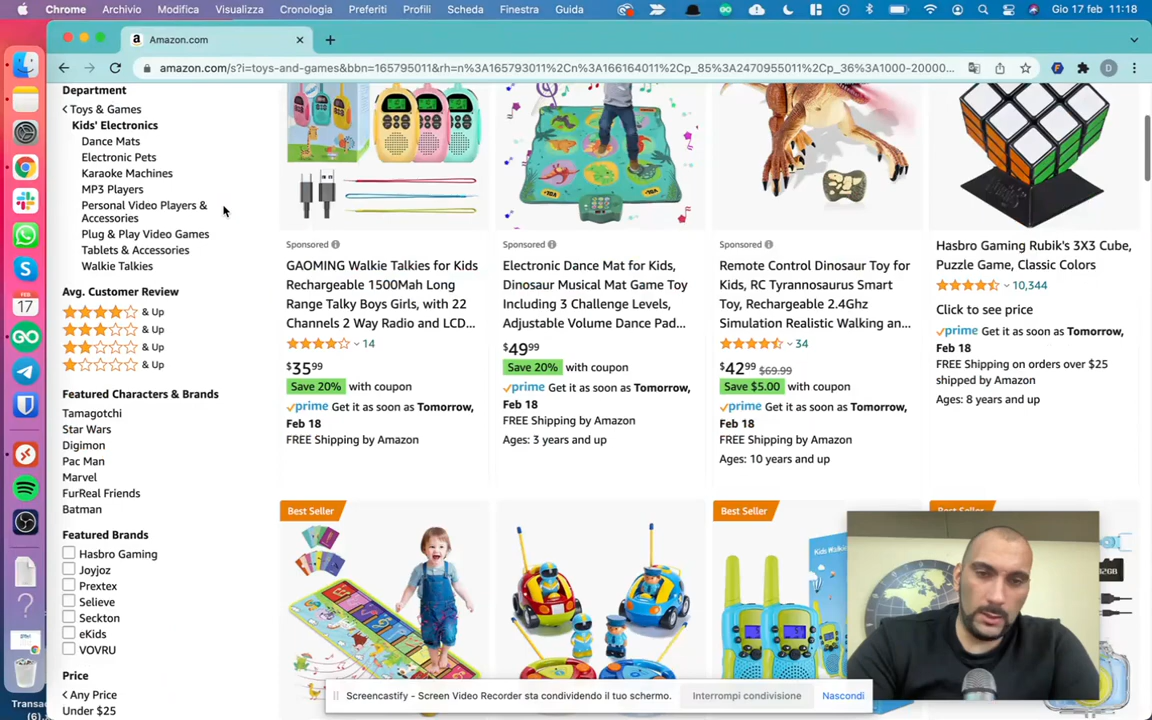 Chrome Archivio Modifica Visualizza Cronologia Preferiti Profili Scheda Finestra Guida Gio 17 feb 11:18
Amazon.com
amazon.com/s?i=toys-and-games&bbn=165795011&rh=n%3A165793011%2Cn%3A166164011%2Cp_85%3A2470955011%2Cp_36%3A1000-20000...
D
FEB
17
Transac
(6)
Department
Toys & Games
Kids' Electronics
Dance Mats
Electronic Pets
Karaoke Machines
MP3 Players
Personal Video Players &
Accessories
Plug & Play Video Games
Tablets & Accessories
Walkie Talkies
Avg. Customer Review
& Up
& Up
& Up
& Up
Featured Characters & Brands
Tamagotchi
Star Wars
Digimon
Pac Man
Marvel
FurReal Friends
Batman
Featured Brands
Hasbro Gaming
Joyjoz
Prextex
Selieve
Seckton
eKids
VOVRU
Price
Any Price
Under $25
Sponsored
GAOMING Walkie Talkies for Kids
Rechargeable 1500Mah Long
Range Talky Boys Girls, with 22
Channels 2 Way Radio and LCD...
14
$35 99
Save 20% with coupon
prime Get it as soon as Tomorrow,
Feb 18
FREE Shipping by Amazon
Sponsored
Electronic Dance Mat for Kids,
Dinosaur Musical Mat Game Toy
Including 3 Challenge Levels,
Adjustable Volume Dance Pad...
$49 99
Save 20% with coupon
prime Get it as soon as Tomorrow,
Feb 18
FREE Shipping by Amazon
Ages: 3 years and up
Sponsored
Remote Control Dinosaur Toy for
Kids, RC Tyrannosaurus Smart
Toy, Rechargeable 2.4Ghz
Simulation Realistic Walking an...
34
$42 99 $69.99
Save $5.00 with coupon
prime Get it as soon as Tomorrow,
Feb 18
FREE Shipping by Amazon
Ages: 10 years and up
Hasbro Gaming Rubik's 3X3 Cube,
Puzzle Game, Classic Colors
10,344
Click to see price
prime Get it as soon as Tomorrow,
Feb 18
FREE Shipping on orders over $25
shipped by Amazon
Ages: 8 years and up
Best Seller
Best Seller
Best Seller
Screencastify - Screen Video Recorder sta condividendo il tuo schermo. Interrompi condivisione Nascondi